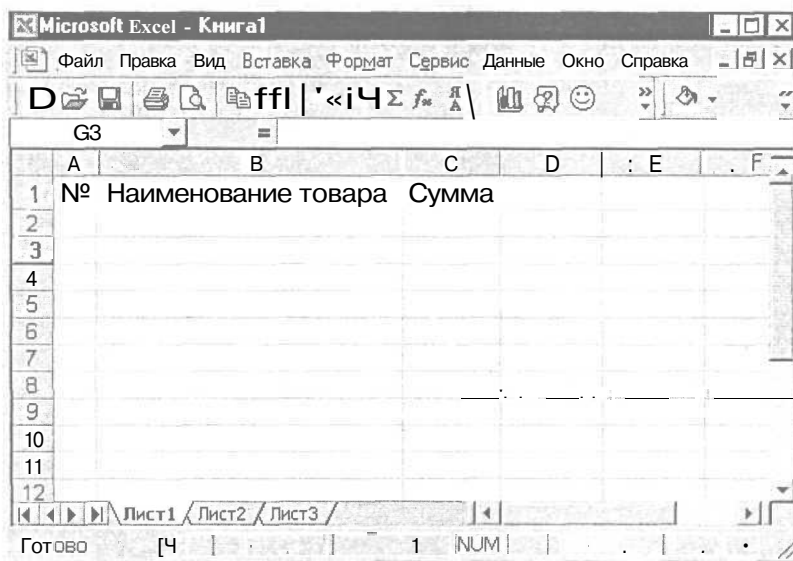 Microsoft Excel - Книга1
Файл Правка Вид Вставка Формат Сервис Данные Окно Справка
Σ f* Я А
G3 =
A B C D E F
1 № Наименование товара Сумма
2
3
4
5
6
7
8
9
10
11
12
Лист1 Лист2 Лист3
Готово 1 NUM